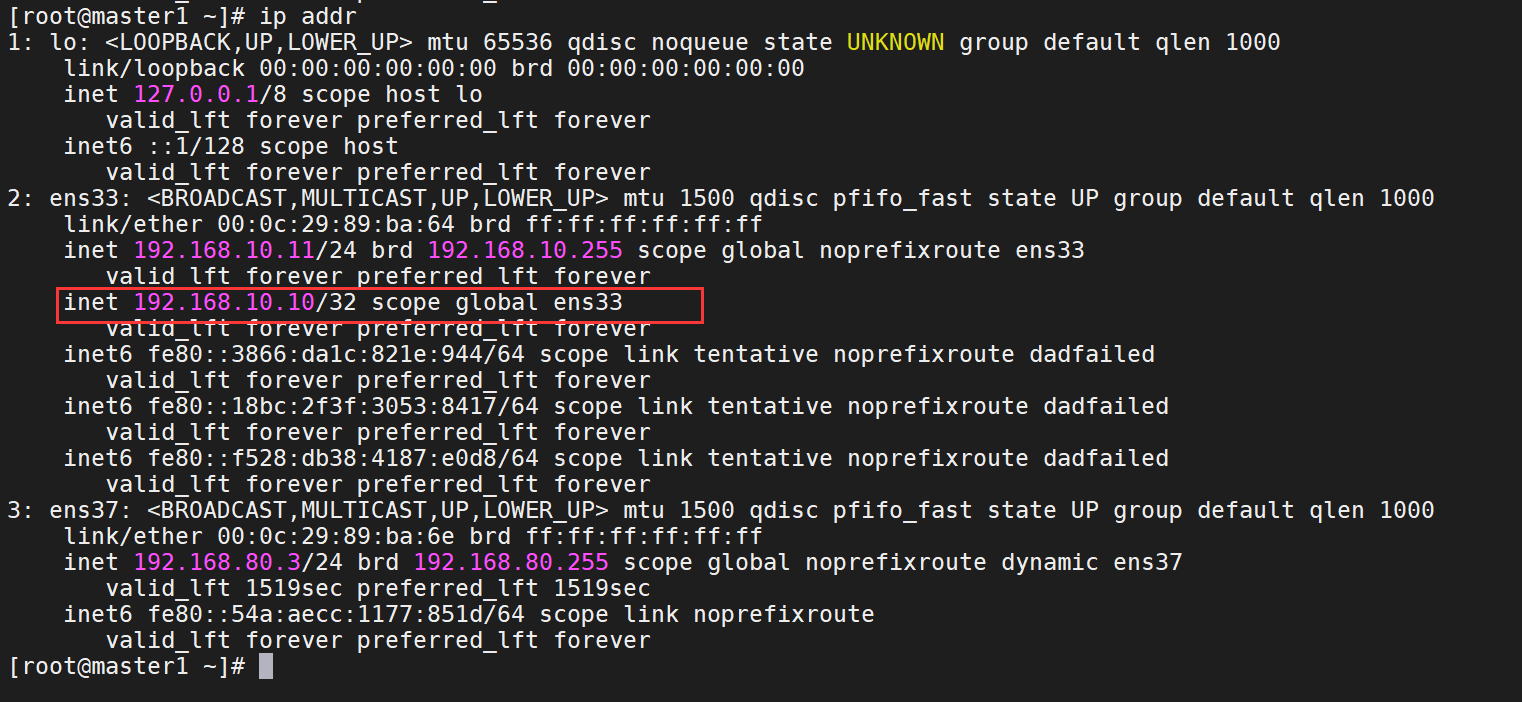 [root@master1 ~]# ip addr
1: lo: <LOOPBACK,UP,LOWER_UP> mtu 65536 qdisc noqueue state UNKNOWN group default qlen 1000
    link/loopback 00:00:00:00:00:00 brd 00:00:00:00:00:00
    inet 127.0.0.1/8 scope host lo
       valid_lft forever preferred_lft forever
    inet6 ::1/128 scope host
       valid_lft forever preferred_lft forever
2: ens33: <BROADCAST,MULTICAST,UP,LOWER_UP> mtu 1500 qdisc pfifo_fast state UP group default qlen 1000
    link/ether 00:0c:29:89:ba:64 brd ff:ff:ff:ff:ff:ff
    inet 192.168.10.11/24 brd 192.168.10.255 scope global noprefixroute ens33
       valid_lft forever preferred_lft forever
    inet 192.168.10.10/32 scope global ens33
       valid_lft forever preferred_lft forever
    inet6 fe80::3866:da1c:821e:944/64 scope link tentative noprefixroute dadfailed
       valid_lft forever preferred_lft forever
    inet6 fe80::18bc:2f3f:3053:8417/64 scope link tentative noprefixroute dadfailed
       valid_lft forever preferred_lft forever
    inet6 fe80::f528:db38:4187:e0d8/64 scope link tentative noprefixroute dadfailed
       valid_lft forever preferred_lft forever
3: ens37: <BROADCAST,MULTICAST,UP,LOWER_UP> mtu 1500 qdisc pfifo_fast state UP group default qlen 1000
    link/ether 00:0c:29:89:ba:6e brd ff:ff:ff:ff:ff:ff
    inet 192.168.80.3/24 brd 192.168.80.255 scope global noprefixroute dynamic ens37
       valid_lft 1519sec preferred_lft 1519sec
    inet6 fe80::54a:aecc:1177:851d/64 scope link noprefixroute
       valid_lft forever preferred_lft forever
[root@master1 ~]#